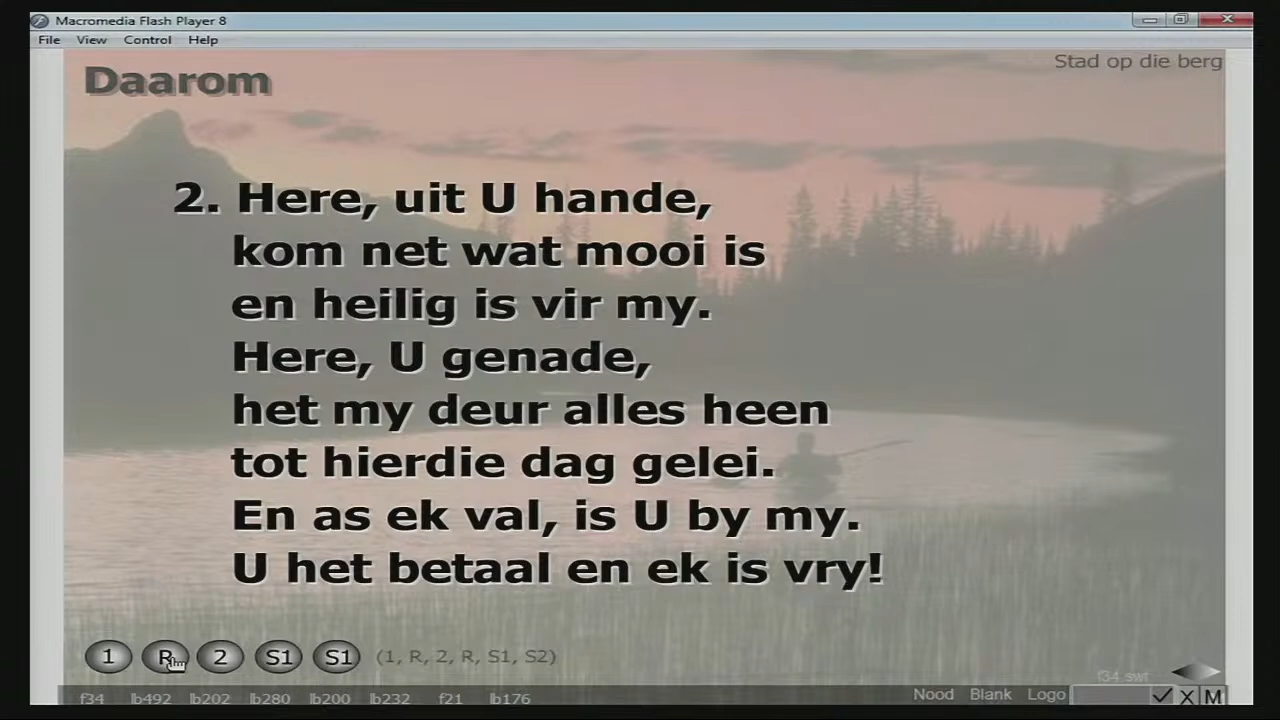 Macromedia Flash Player 8
File View Control Help
Stad op die berg
Daarom
2. Here, uit U hande,
kom net wat mooi is
en heilig is vir my.
Here, U genade,
het my deur alles heen
tot hierdie dag gelei.
En as ek val, is U by my.
U het betaal en ek is vry!
1 R 2 S1 S1 (1, R, 2, R, S1, S2)
f34.swf
f34 lb492 lb202 lb280 lb200 lb232 f21 lb176 Nood Blank Logo X M